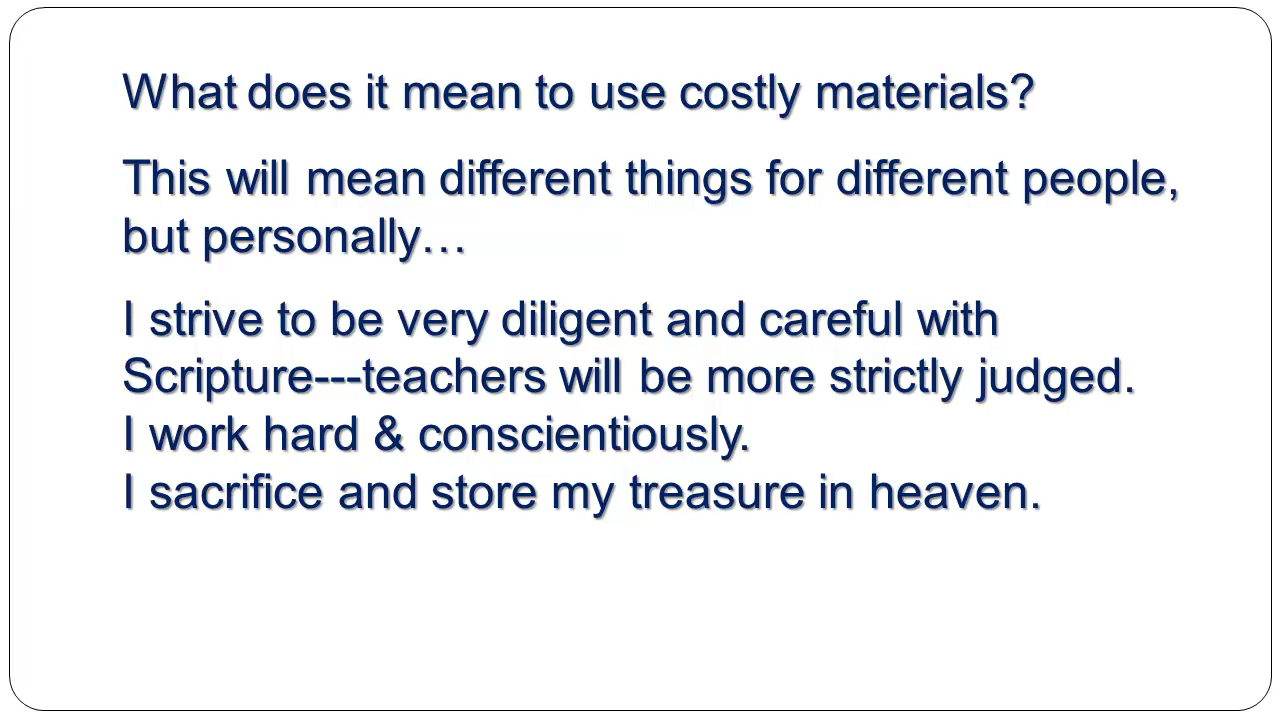 What does it mean to use costly materials?
This will mean different things for different people,
but personally…
I strive to be very diligent and careful with
Scripture---teachers will be more strictly judged.
I work hard & conscientiously.
I sacrifice and store my treasure in heaven.